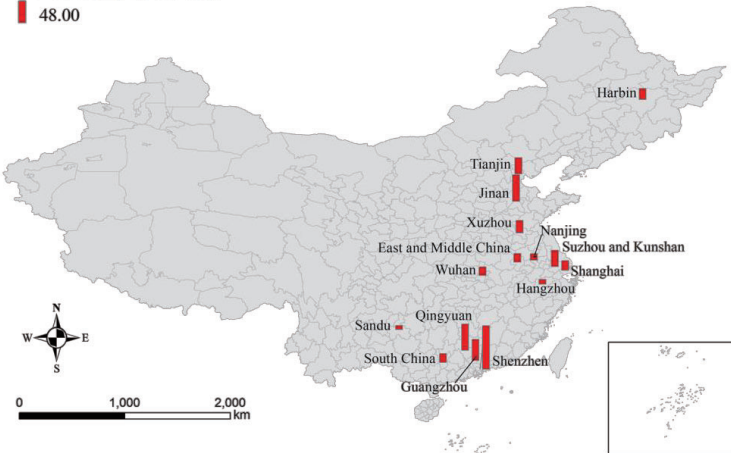 48.00
Harbin
Tianjin
Jinan
Xuzhou
Nanjing
East and Middle China
Suzhou and Kunshan
Wuhan
Shanghai
Hangzhou
Qingyuan
Sandu
South China
Shenzhen
Guangzhou
N
W E
S
0 1,000 2,000
km